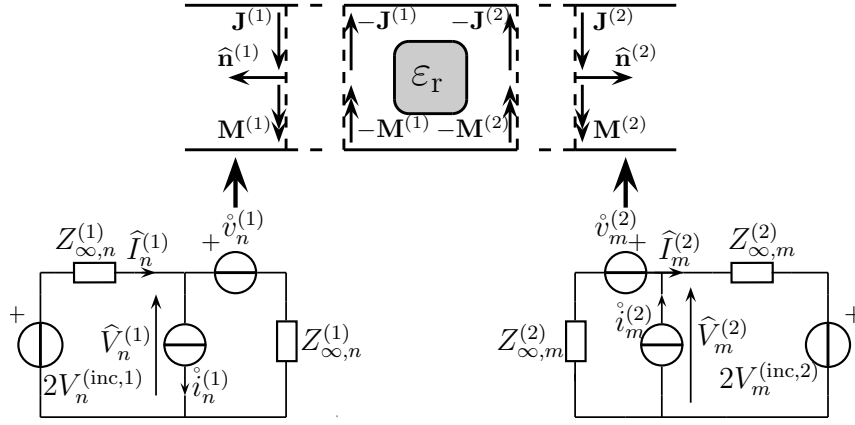 J^(1) −J^(1) −J^(2) J^(2)
n̂^(1) ε_r n̂^(2)
M^(1) −M^(1) −M^(2) M^(2)
v̊_n^(1) v̊_m^(2)
Z_∞,n^(1) Î_n^(1) + + Î_m^(2) Z_∞,m^(2)
+ V̂_n^(1) Z_∞,n^(1) Z_∞,m^(2) i̊_m^(2) V̂_m^(2) +
2V_n^(inc,1) i̊_n^(1) 2V_m^(inc,2)